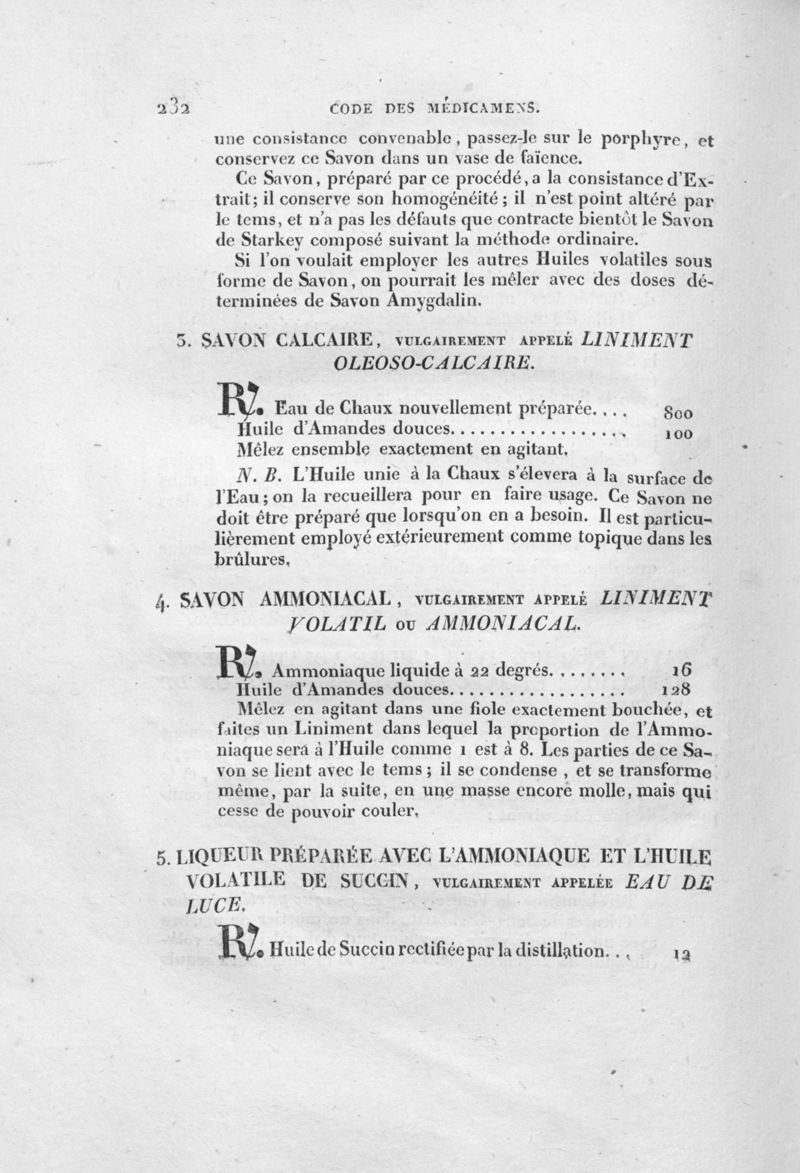 232 CODE DES MÉDICAMENS.
une consistance convenable, passez-le sur le porphyre, et
conservez ce Savon dans un vase de faïence.
Ce Savon, préparé par ce procédé, a la consistance d'Ex-
trait; il conserve son homogénéité; il n'est point altéré par
le tems, et n'a pas les défauts que contracte bientôt le Savon
de Starkey composé suivant la méthode ordinaire.
Si l'on voulait employer les autres Huiles volatiles sous
forme de Savon, on pourrait les mêler avec des doses dé-
terminées de Savon Amygdalin.
3. SAVON CALCAIRE, VULGAIREMENT APPELÉ LINIMENT
OLEOSO-CALCAIRE.
℞. Eau de Chaux nouvellement préparée.... 800
Huile d'Amandes douces.................. 100
Mêlez ensemble exactement en agitant.
N. B. L'Huile unie à la Chaux s'élevera à la surface de
l'Eau; on la recueillera pour en faire usage. Ce Savon ne
doit être préparé que lorsqu'on en a besoin. Il est particu-
lièrement employé extérieurement comme topique dans les
brûlures.
4. SAVON AMMONIACAL, VULGAIREMENT APPELÉ LINIMENT
VOLATIL OU AMMONIACAL.
℞. Ammoniaque liquide à 22 degrés........ 16
Huile d'Amandes douces.................. 128
Mêlez en agitant dans une fiole exactement bouchée, et
faites un Liniment dans lequel la proportion de l'Ammo-
niaque sera à l'Huile comme 1 est à 8. Les parties de ce Sa-
von se lient avec le tems; il se condense, et se transforme
même, par la suite, en une masse encore molle, mais qui
cesse de pouvoir couler.
5. LIQUEUR PRÉPARÉE AVEC L'AMMONIAQUE ET L'HUILE
VOLATILE DE SUCCIN, VULGAIREMENT APPELÉE EAU DE
LUCE.
℞. Huile de Succin rectifiée par la distillation... 12